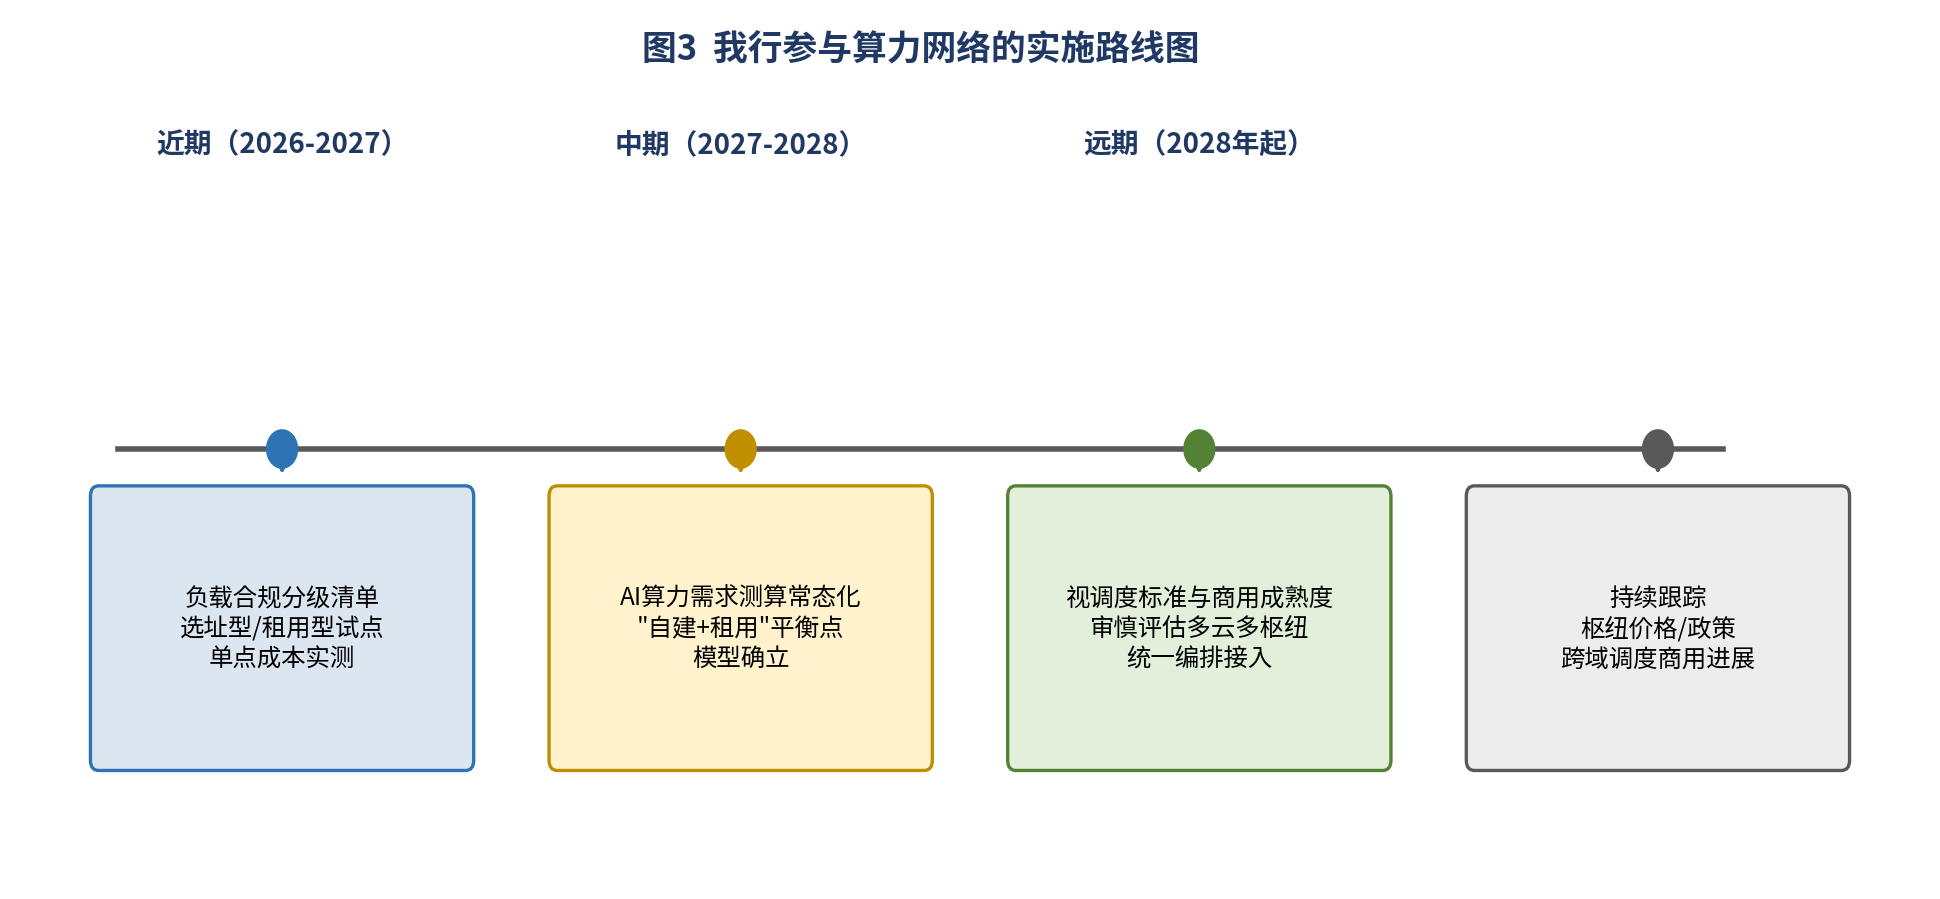 图3 我行参与算力网络的实施路线图
近期（2026-2027）
中期（2027-2028）
远期（2028年起）
负载合规分级清单
选址型/租用型试点
单点成本实测
AI算力需求测算常态化
"自建+租用"平衡点
模型确立
视调度标准与商用成熟度
审慎评估多云多枢纽
统一编排接入
持续跟踪
枢纽价格/政策
跨域调度商用进展